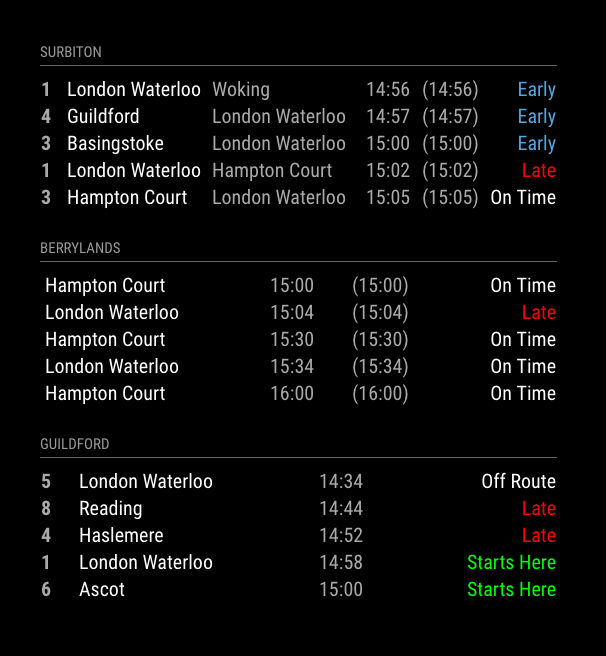 SURBITON
1 London Waterloo Woking 14:56 (14:56) Early
4 Guildford London Waterloo 14:57 (14:57) Early
3 Basingstoke London Waterloo 15:00 (15:00) Early
1 London Waterloo Hampton Court 15:02 (15:02) Late
3 Hampton Court London Waterloo 15:05 (15:05) On Time
BERRYLANDS
Hampton Court 15:00 (15:00) On Time
London Waterloo 15:04 (15:04) Late
Hampton Court 15:30 (15:30) On Time
London Waterloo 15:34 (15:34) On Time
Hampton Court 16:00 (16:00) On Time
GUILDFORD
5 London Waterloo 14:34 Off Route
8 Reading 14:44 Late
4 Haslemere 14:52 Late
1 London Waterloo 14:58 Starts Here
6 Ascot 15:00 Starts Here